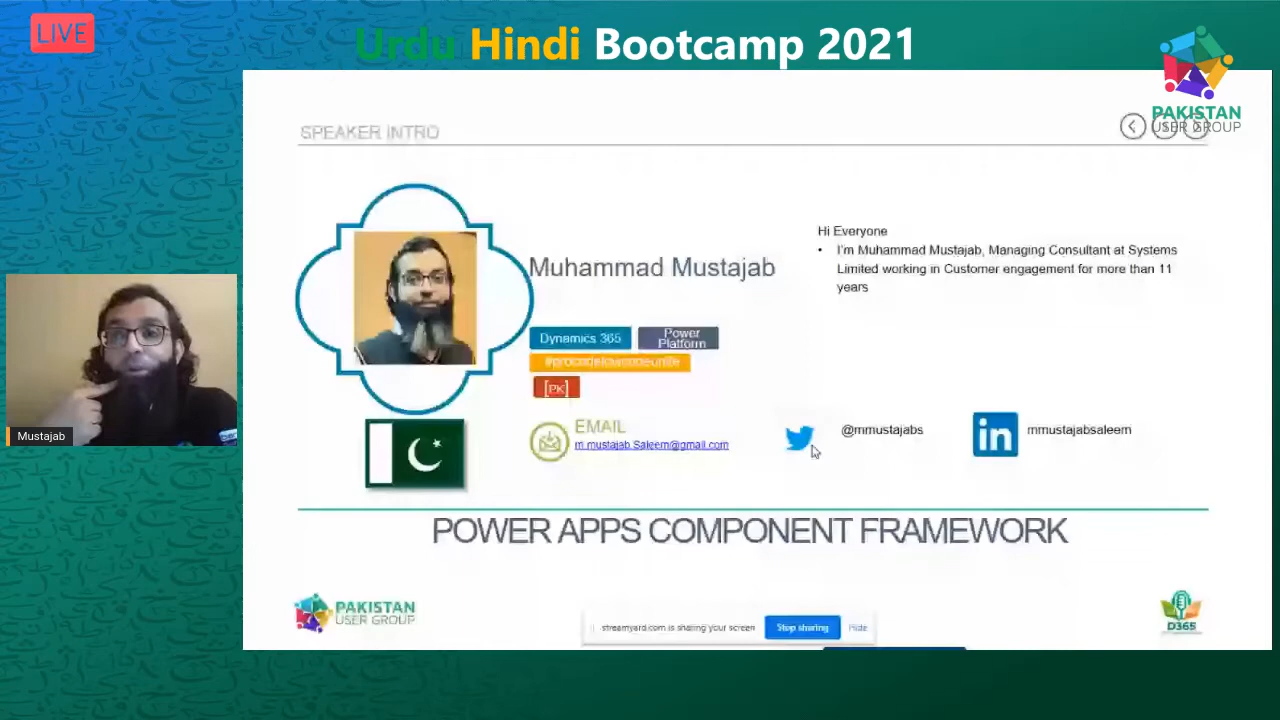 LIVE
Urdu Hindi Bootcamp 2021
PAKISTAN
USER GROUP
SPEAKER INTRO
Hi Everyone
• I'm Muhammad Mustajab, Managing Consultant at Systems
Limited working in Customer engagement for more than 11
years
Muhammad Mustajab
Dynamics 365
Power
Platform
#procodelowcodeunite
[PK]
EMAIL
m.mustajab.Saleem@gmail.com
@mmustajabs
in
mmustajabsaleem
Mustajab
POWER APPS COMPONENT FRAMEWORK
PAKISTAN
USER GROUP
streamyard.com is sharing your screen
Stop sharing
Hide
D365